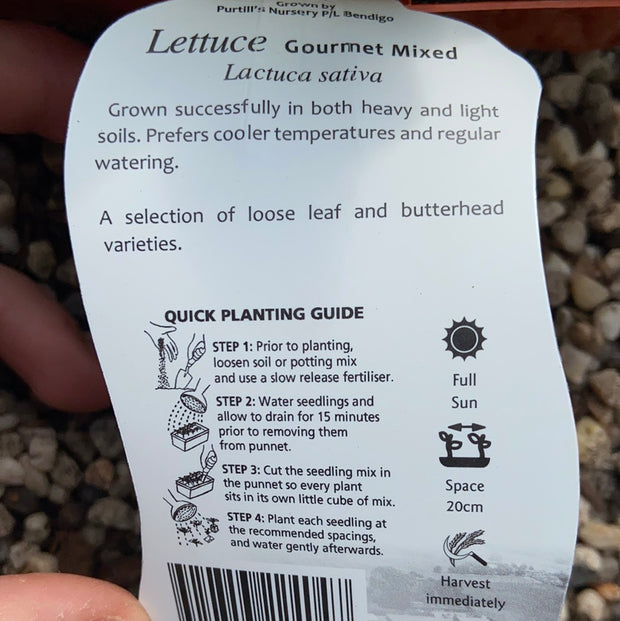 Grown by
Purtill's Nursery P/L Bendigo
Lettuce Gourmet Mixed
Lactuca sativa
Grown successfully in both heavy and light
soils. Prefers cooler temperatures and regular
watering.
A selection of loose leaf and butterhead
varieties.
QUICK PLANTING GUIDE
STEP 1: Prior to planting,
loosen soil or potting mix
and use a slow release fertiliser.
STEP 2: Water seedlings and
allow to drain for 15 minutes
prior to removing them
from punnet.
STEP 3: Cut the seedling mix in
the punnet so every plant
sits in its own little cube of mix.
STEP 4: Plant each seedling at
the recommended spacings,
and water gently afterwards.
Full
Sun
Space
20cm
Harvest
immediately